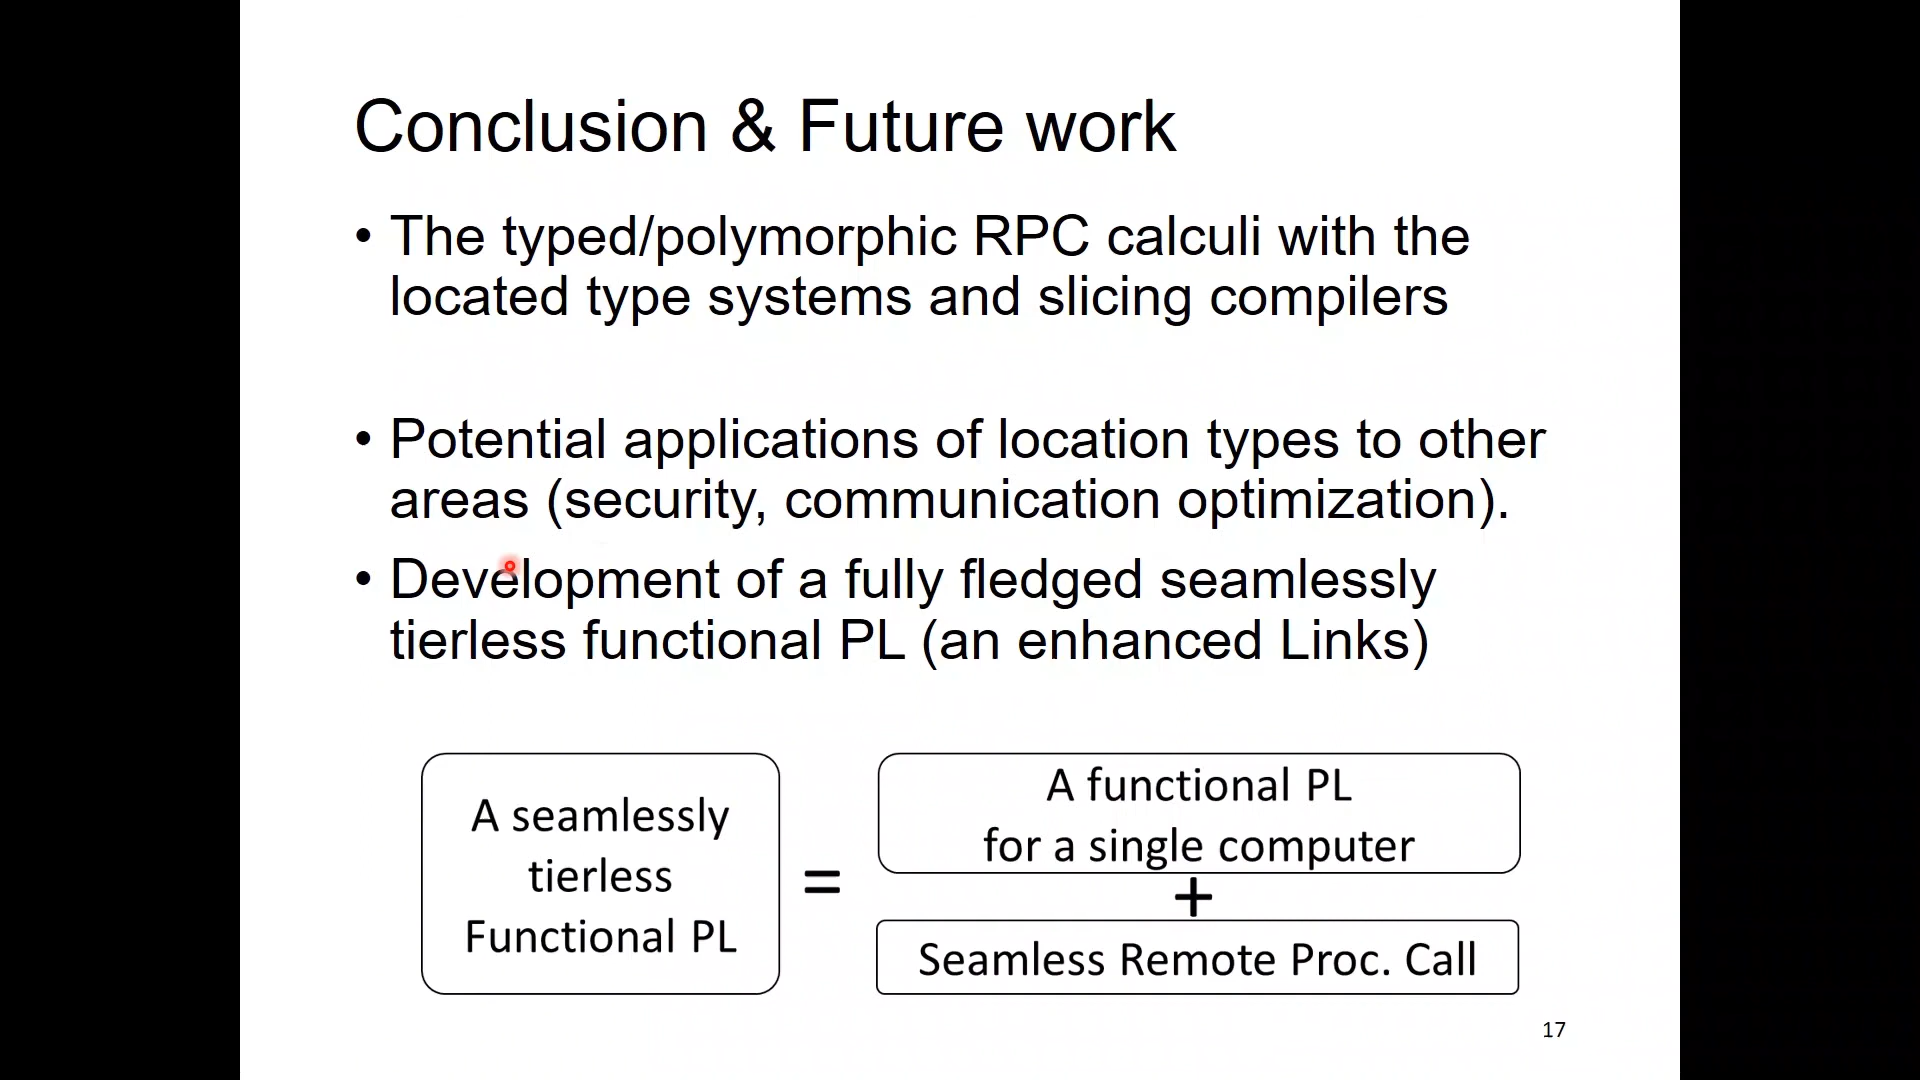 Conclusion & Future work
• The typed/polymorphic RPC calculi with the
located type systems and slicing compilers
• Potential applications of location types to other
areas (security, communication optimization).
• Development of a fully fledged seamlessly
tierless functional PL (an enhanced Links)
A seamlessly
tierless
Functional PL
=
A functional PL
for a single computer
+
Seamless Remote Proc. Call
17